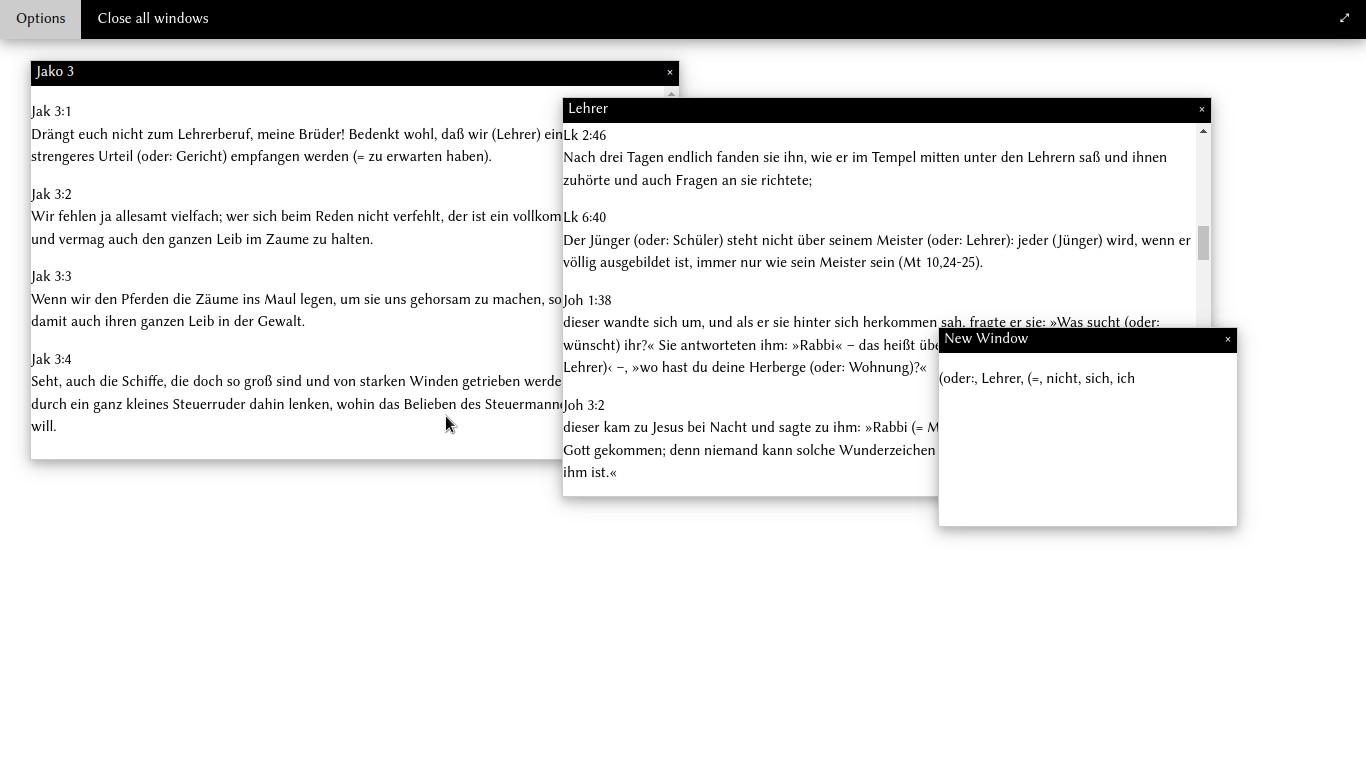 Options Close all windows
Jako 3 ×
Jak 3:1
Drängt euch nicht zum Lehrerberuf, meine Brüder! Bedenkt wohl, daß wir (Lehrer) ein
strengeres Urteil (oder: Gericht) empfangen werden (= zu erwarten haben).
Jak 3:2
Wir fehlen ja allesamt vielfach; wer sich beim Reden nicht verfehlt, der ist ein
und vermag auch den ganzen Leib im Zaume zu halten.
Jak 3:3
Wenn wir den Pferden die Zäume ins Maul legen, um sie uns gehorsam zu machen, so
damit auch ihren ganzen Leib in der Gewalt.
Jak 3:4
Seht, auch die Schiffe, die doch so groß sind und von starken Winden getrieben
durch ein ganz kleines Steuerruder dahin lenken, wohin das Belieben des
will.
Lehrer ×
Lk 2:46
Nach drei Tagen endlich fanden sie ihn, wie er im Tempel mitten unter den Lehrern saß und ihnen
zuhörte und auch Fragen an sie richtete;
Lk 6:40
Der Jünger (oder: Schüler) steht nicht über seinem Meister (oder: Lehrer): jeder (Jünger) wird, wenn er
völlig ausgebildet ist, immer nur wie sein Meister sein (Mt 10,24-25).
Joh 1:38
dieser wandte sich um, und als er sie hinter sich herkommen sah, fragte er sie: »Was sucht (oder:
wünscht) ihr?« Sie antworteten ihm: »Rabbi« – das heißt
Lehrer)‹ –, »wo hast du deine Herberge (oder: Wohnung)?«
Joh 3:2
dieser kam zu Jesus bei Nacht und sagte zu ihm: »Rabbi (=
Gott gekommen; denn niemand kann solche Wunderzeichen
ihm ist.«
New Window ×
(oder:, Lehrer, (=, nicht, sich, ich